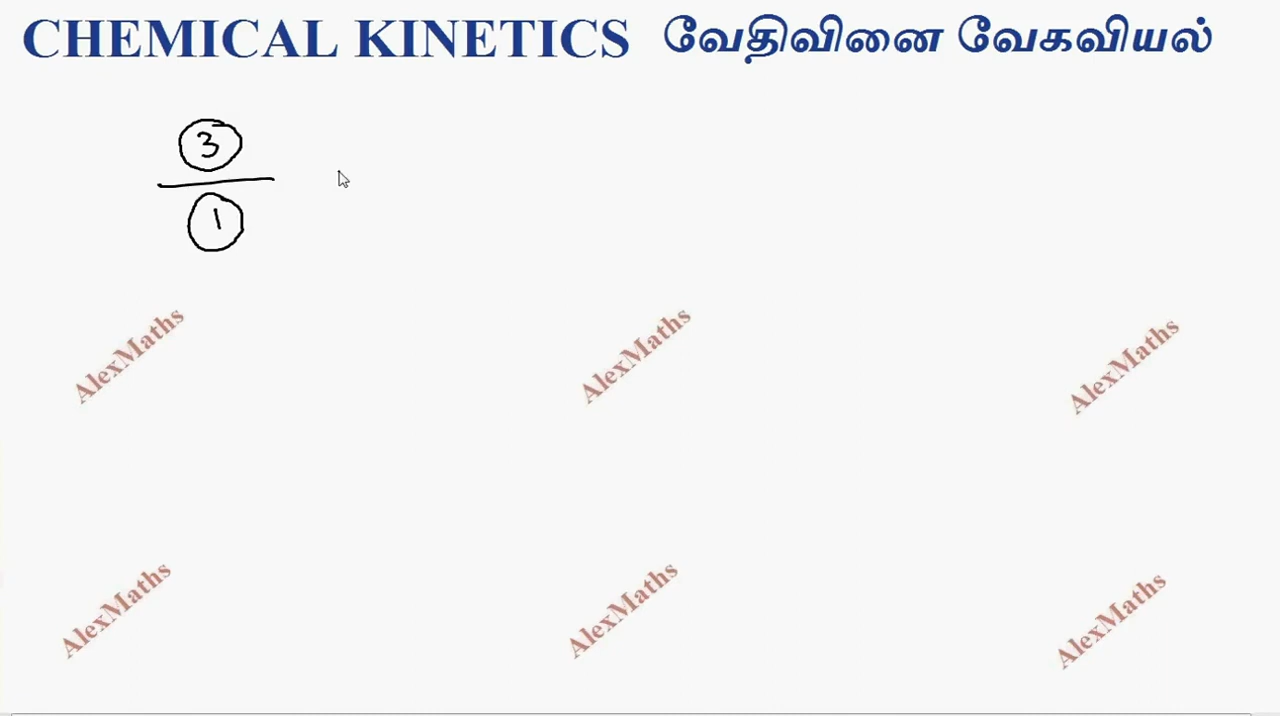 CHEMICAL KINETICS வேதிவினை வேகவியல்
3
1
AlexMaths AlexMaths AlexMaths
AlexMaths AlexMaths AlexMaths